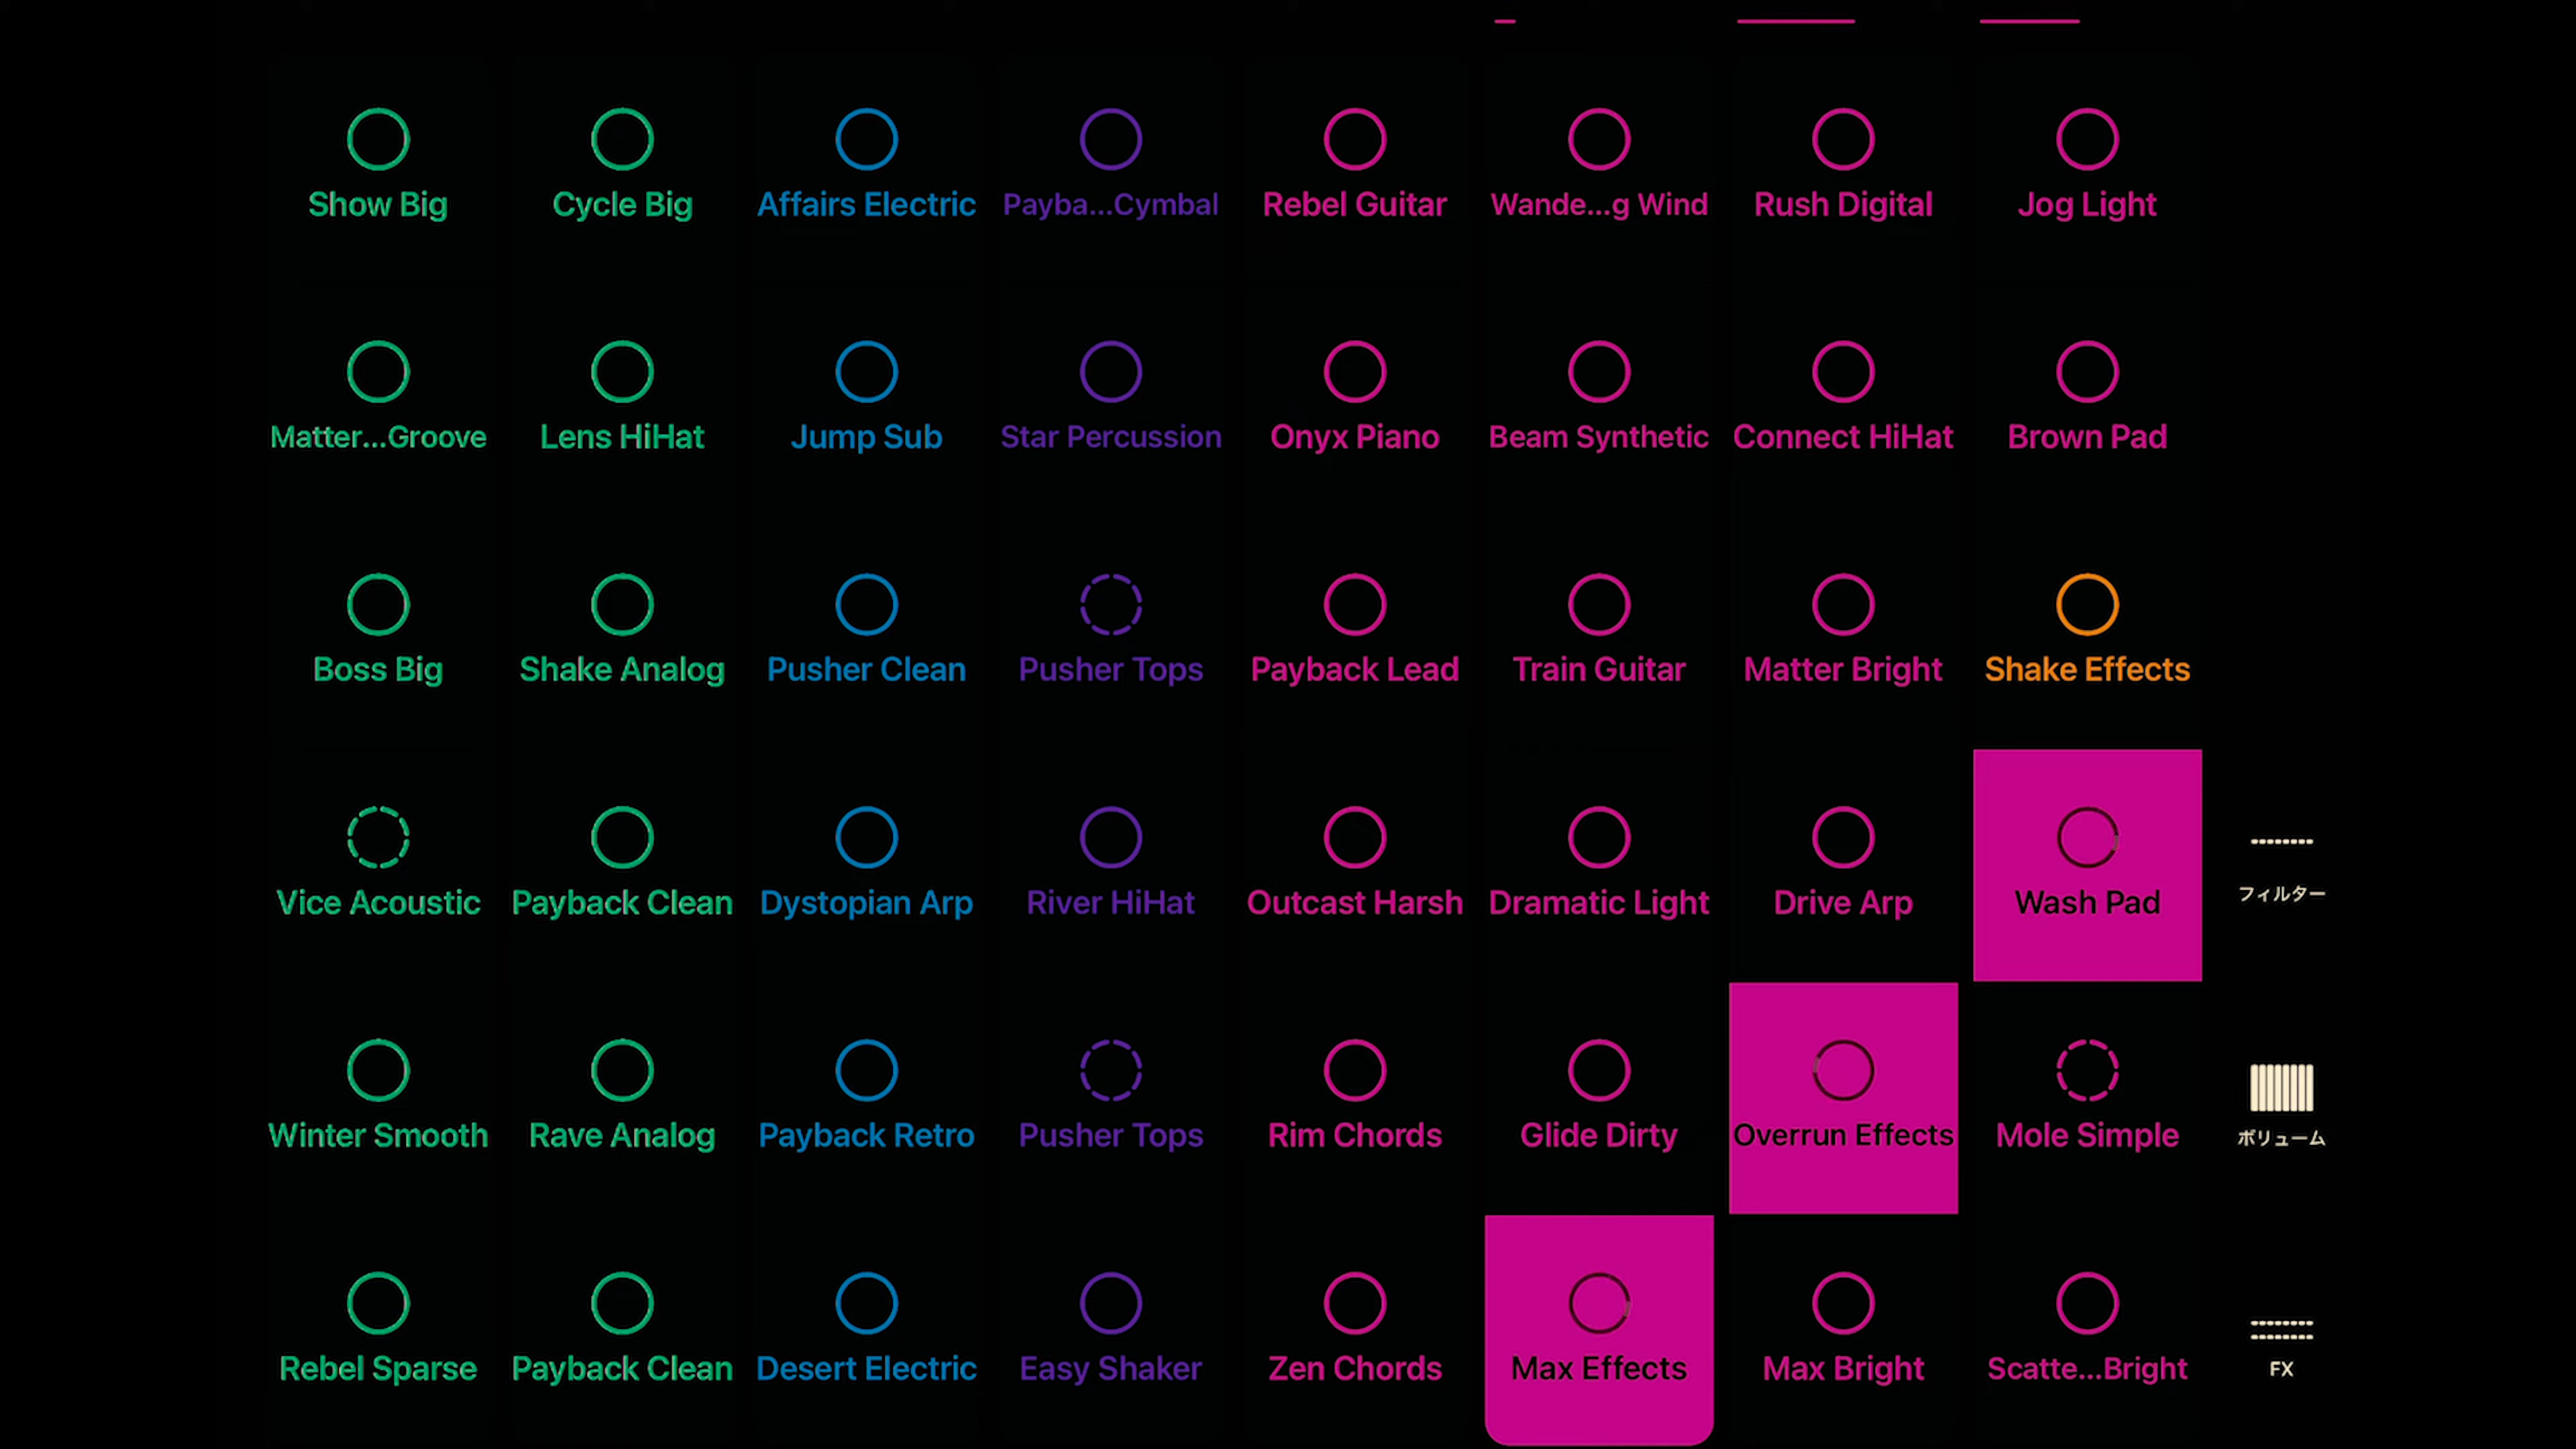 Show Big
Cycle Big
Affairs Electric
Payba...Cymbal
Rebel Guitar
Wande...g Wind
Rush Digital
Jog Light
Matter...Groove
Lens HiHat
Jump Sub
Star Percussion
Onyx Piano
Beam Synthetic
Connect HiHat
Brown Pad
Boss Big
Shake Analog
Pusher Clean
Pusher Tops
Payback Lead
Train Guitar
Matter Bright
Shake Effects
Vice Acoustic
Payback Clean
Dystopian Arp
River HiHat
Outcast Harsh
Dramatic Light
Drive Arp
Wash Pad
フィルター
Winter Smooth
Rave Analog
Payback Retro
Pusher Tops
Rim Chords
Glide Dirty
Overrun Effects
Mole Simple
ボリューム
Rebel Sparse
Payback Clean
Desert Electric
Easy Shaker
Zen Chords
Max Effects
Max Bright
Scatte...Bright
FX